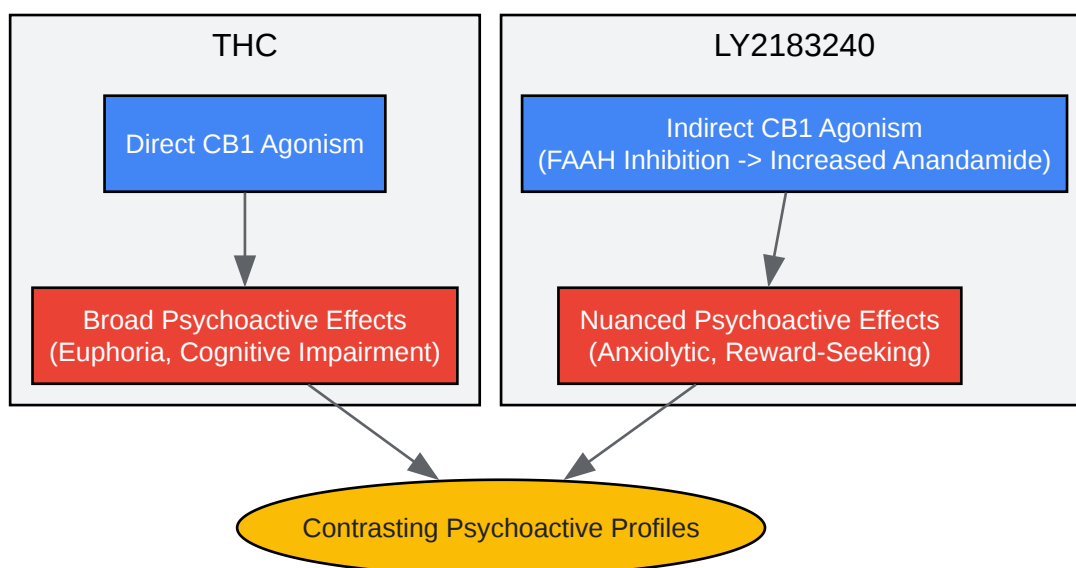 THC
Direct CB1 Agonism
Broad Psychoactive Effects
(Euphoria, Cognitive Impairment)
LY2183240
Indirect CB1 Agonism
(FAAH Inhibition -> Increased Anandamide)
Nuanced Psychoactive Effects
(Anxiolytic, Reward-Seeking)
Contrasting Psychoactive Profiles